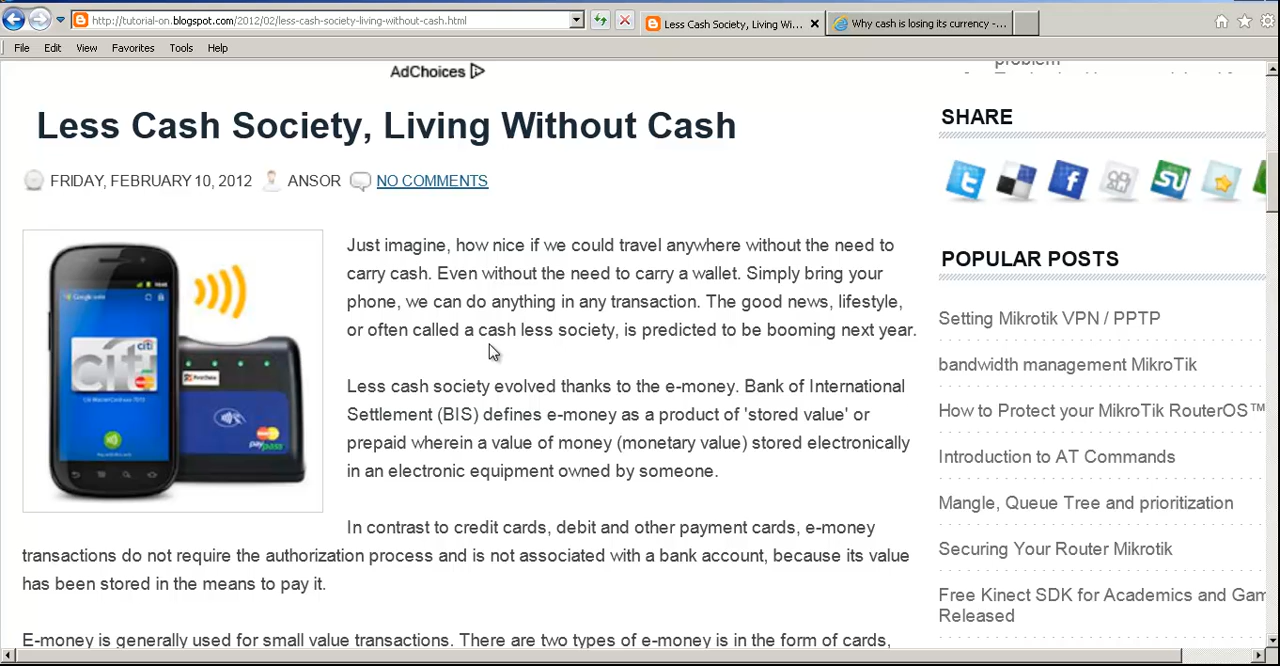 http://tutorial-on.blogspot.com/2012/02/less-cash-society-living-without-cash.html
Less Cash Society, Living Wi...
Why cash is losing its currency -...
File Edit View Favorites Tools Help
AdChoices
problem
Less Cash Society, Living Without Cash
FRIDAY, FEBRUARY 10, 2012 ANSOR NO COMMENTS
Just imagine, how nice if we could travel anywhere without the need to
carry cash. Even without the need to carry a wallet. Simply bring your
phone, we can do anything in any transaction. The good news, lifestyle,
or often called a cash less society, is predicted to be booming next year.
citi
citi
Less cash society evolved thanks to the e-money. Bank of International
Settlement (BIS) defines e-money as a product of 'stored value' or
prepaid wherein a value of money (monetary value) stored electronically
in an electronic equipment owned by someone.
In contrast to credit cards, debit and other payment cards, e-money
transactions do not require the authorization process and is not associated with a bank account, because its value
has been stored in the means to pay it.
E-money is generally used for small value transactions. There are two types of e-money is in the form of cards,
SHARE
POPULAR POSTS
Setting Mikrotik VPN / PPTP
bandwidth management MikroTik
How to Protect your MikroTik RouterOS™
Introduction to AT Commands
Mangle, Queue Tree and prioritization
Securing Your Router Mikrotik
Free Kinect SDK for Academics and Gam
Released